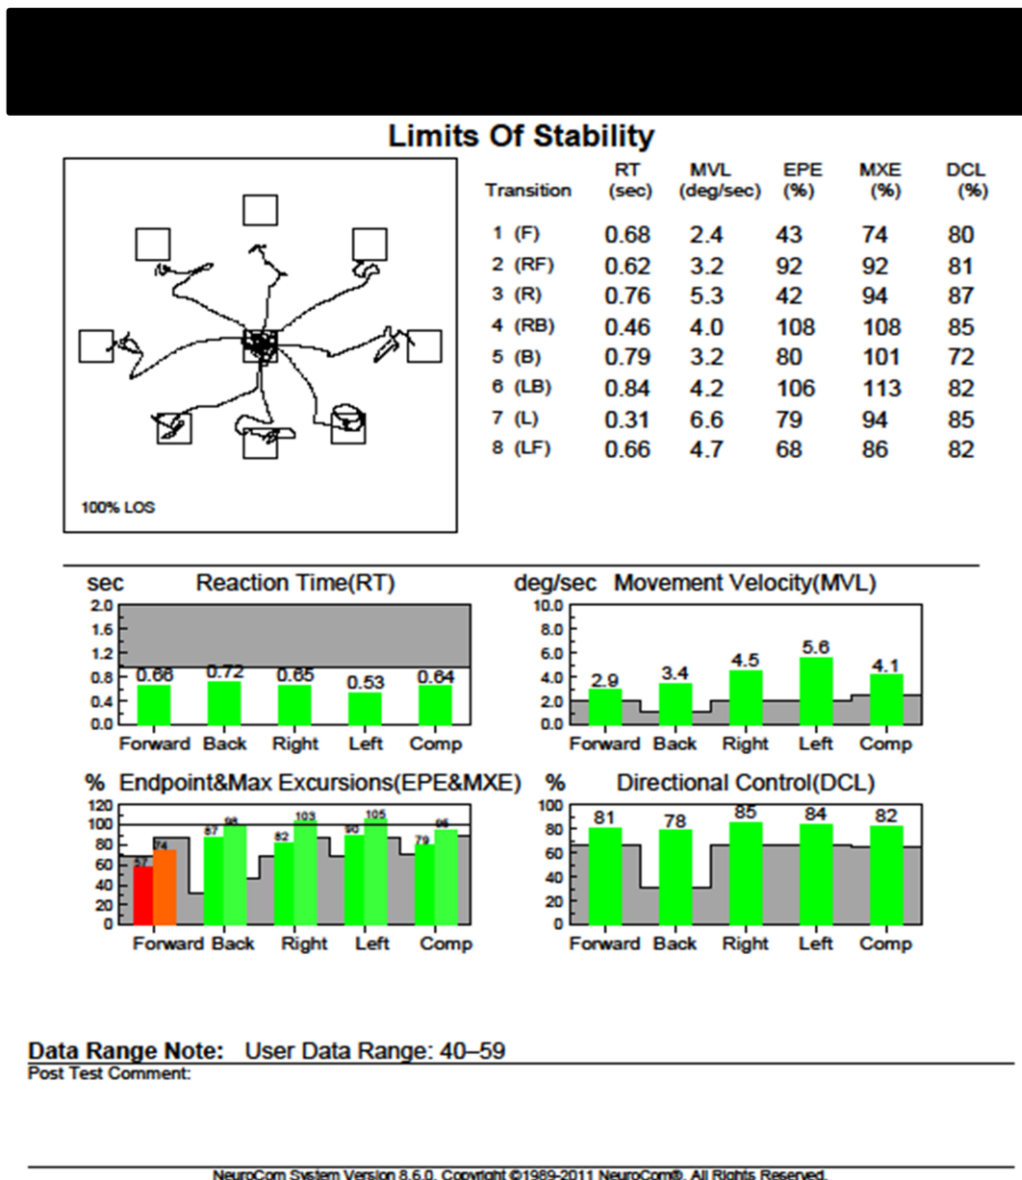 Limits Of Stability
RT MVL EPE MXE DCL
Transition (sec) (deg/sec) (%) (%) (%)
1 (F) 0.68 2.4 43 74 80
2 (RF) 0.62 3.2 92 92 81
3 (R) 0.76 5.3 42 94 87
4 (RB) 0.46 4.0 108 108 85
5 (B) 0.79 3.2 80 101 72
6 (LB) 0.84 4.2 106 113 82
7 (L) 0.31 6.6 79 94 85
8 (LF) 0.66 4.7 68 86 82
100% LOS
sec Reaction Time(RT)
2.0
1.6
1.2
0.8
0.4
0.0
0.66 0.72 0.65 0.53 0.64
Forward Back Right Left Comp
deg/sec Movement Velocity(MVL)
10.0
8.0
6.0
4.0
2.0
0.0
2.9 3.4 4.5 5.6 4.1
Forward Back Right Left Comp
% Endpoint&Max Excursions(EPE&MXE)
120
100
80
60
40
20
0
57 74 87 98 82 103 90 105 79
Forward Back Right Left Comp
% Directional Control(DCL)
100
80
60
40
20
0
81 78 85 84 82
Forward Back Right Left Comp
Data Range Note: User Data Range: 40–59
Post Test Comment:
NeuroCom System Version 8.6.0, Copyright ©1989-2011 NeuroCom®. All Rights Reserved.